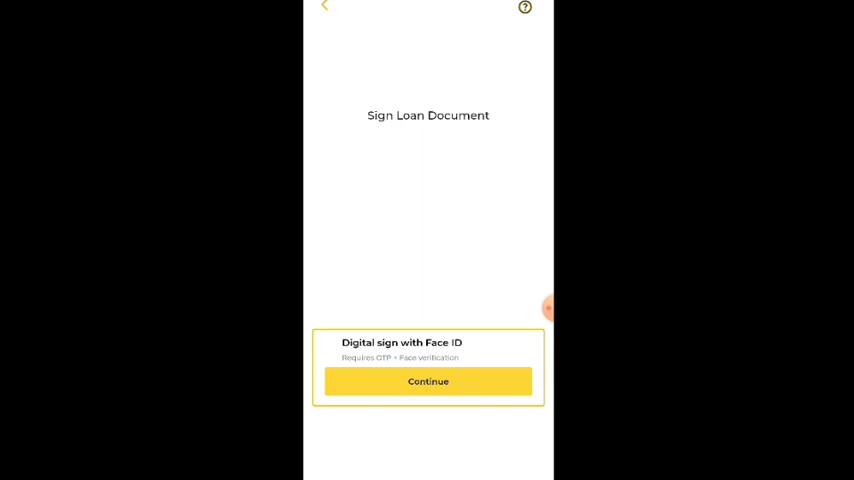 ?
Sign Loan Document
Digital sign with Face ID
Requires OTP + Face verification
Continue